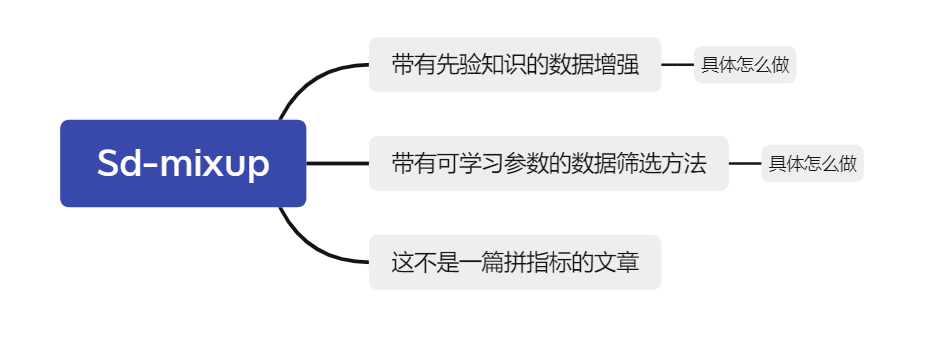 Sd-mixup
带有先验知识的数据增强
具体怎么做
带有可学习参数的数据筛选方法
具体怎么做
这不是一篇拼指标的文章